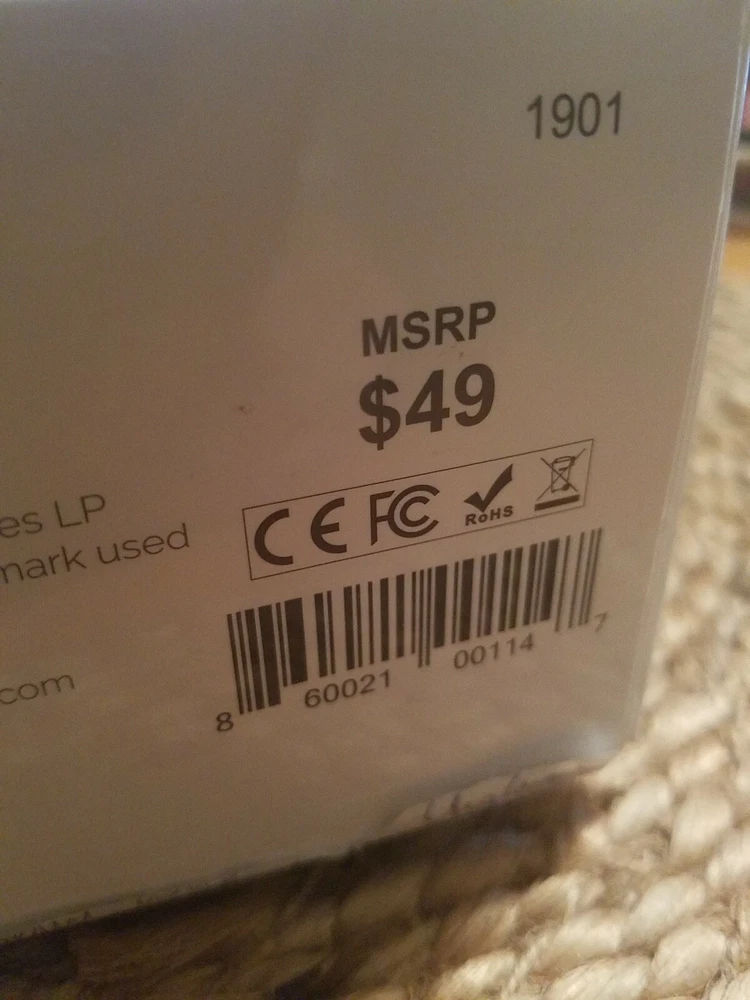 1901
MSRP
$49
es LP
mark used
CE FC RoHS
.com
8 60021 00114 7